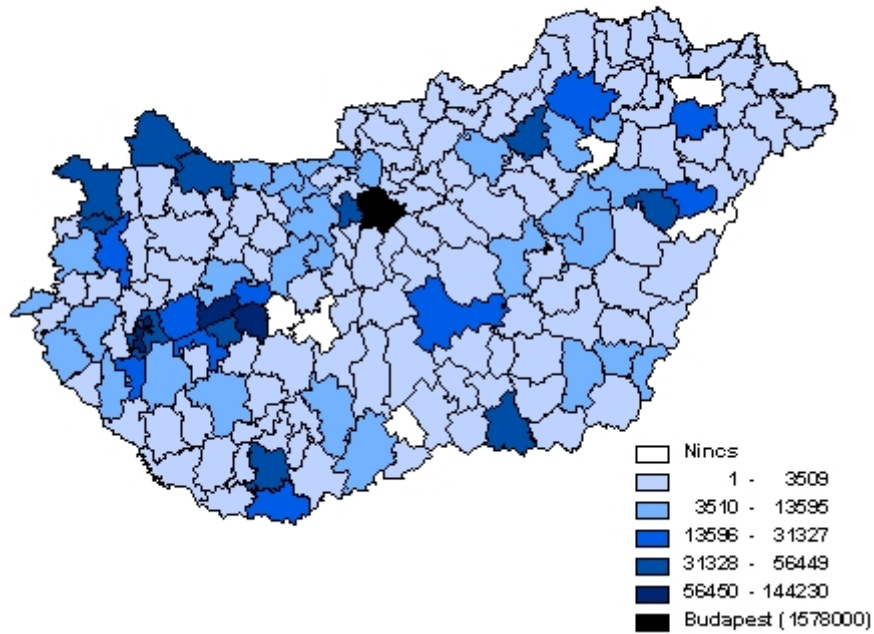 Nincs
1 - 3509
3510 - 13595
13596 - 31327
31328 - 56449
56450 - 144230
Budapest (1578000)